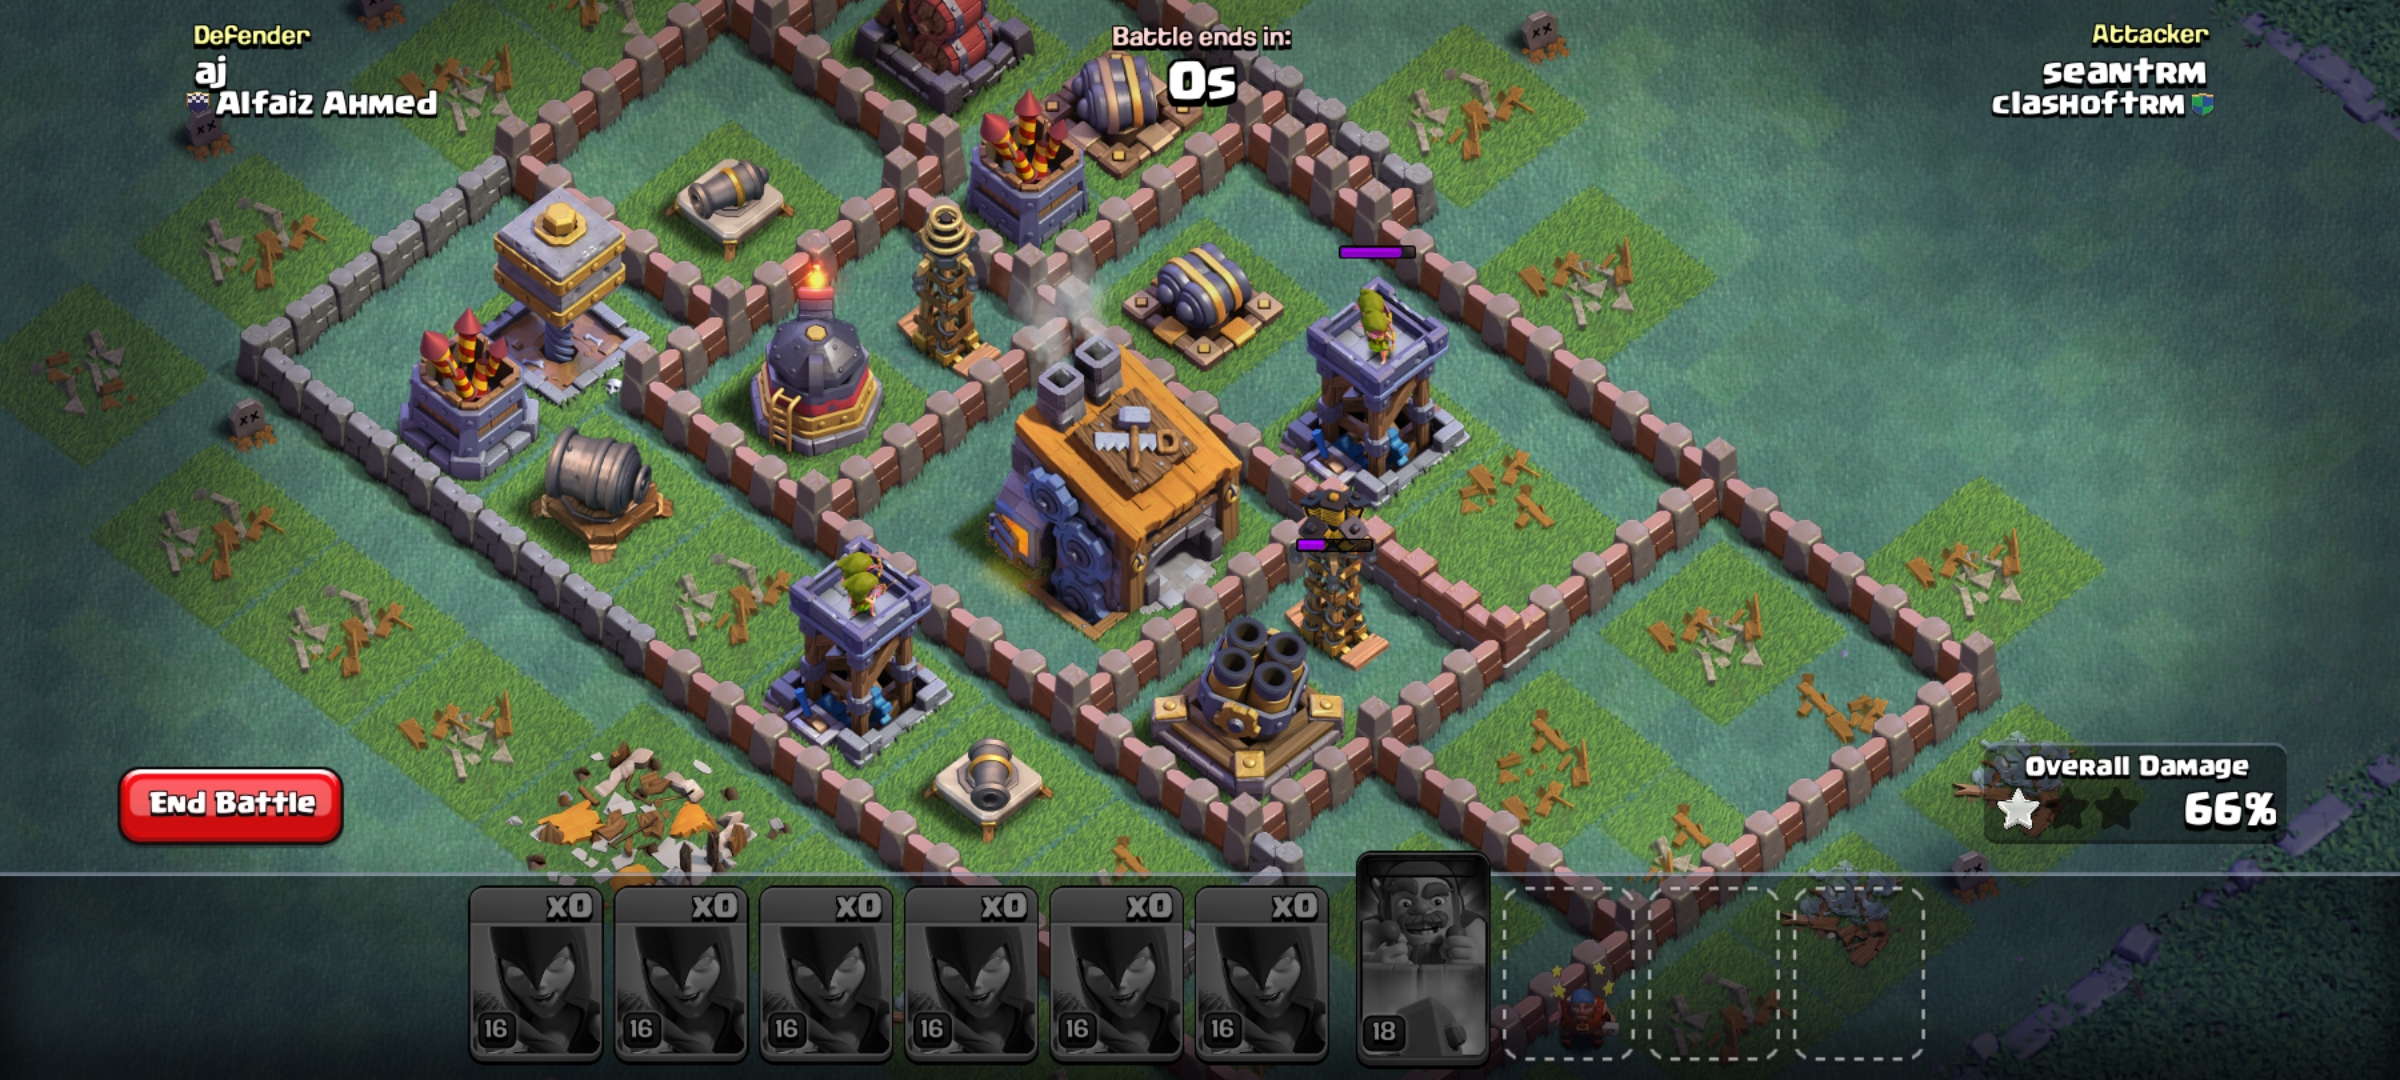 Defender
aj
Alfaiz Ahmed
Battle ends in:
0s
Attacker
seantrm
clashoftrm
End Battle
Overall Damage
66%
x0
x0
x0
x0
x0
x0
16
16
16
16
16
16
18